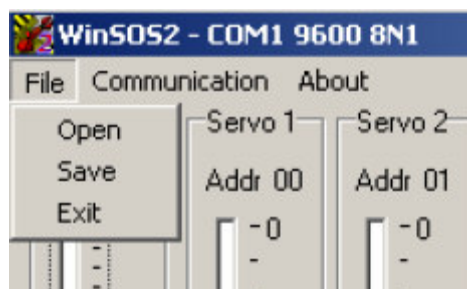 WinSOS2 - COM1 9600 8N1
File Communication About
Open
Save
Exit
Servo 1
Addr 00
-0
-
-
Servo 2
Addr 01
-0
-
-